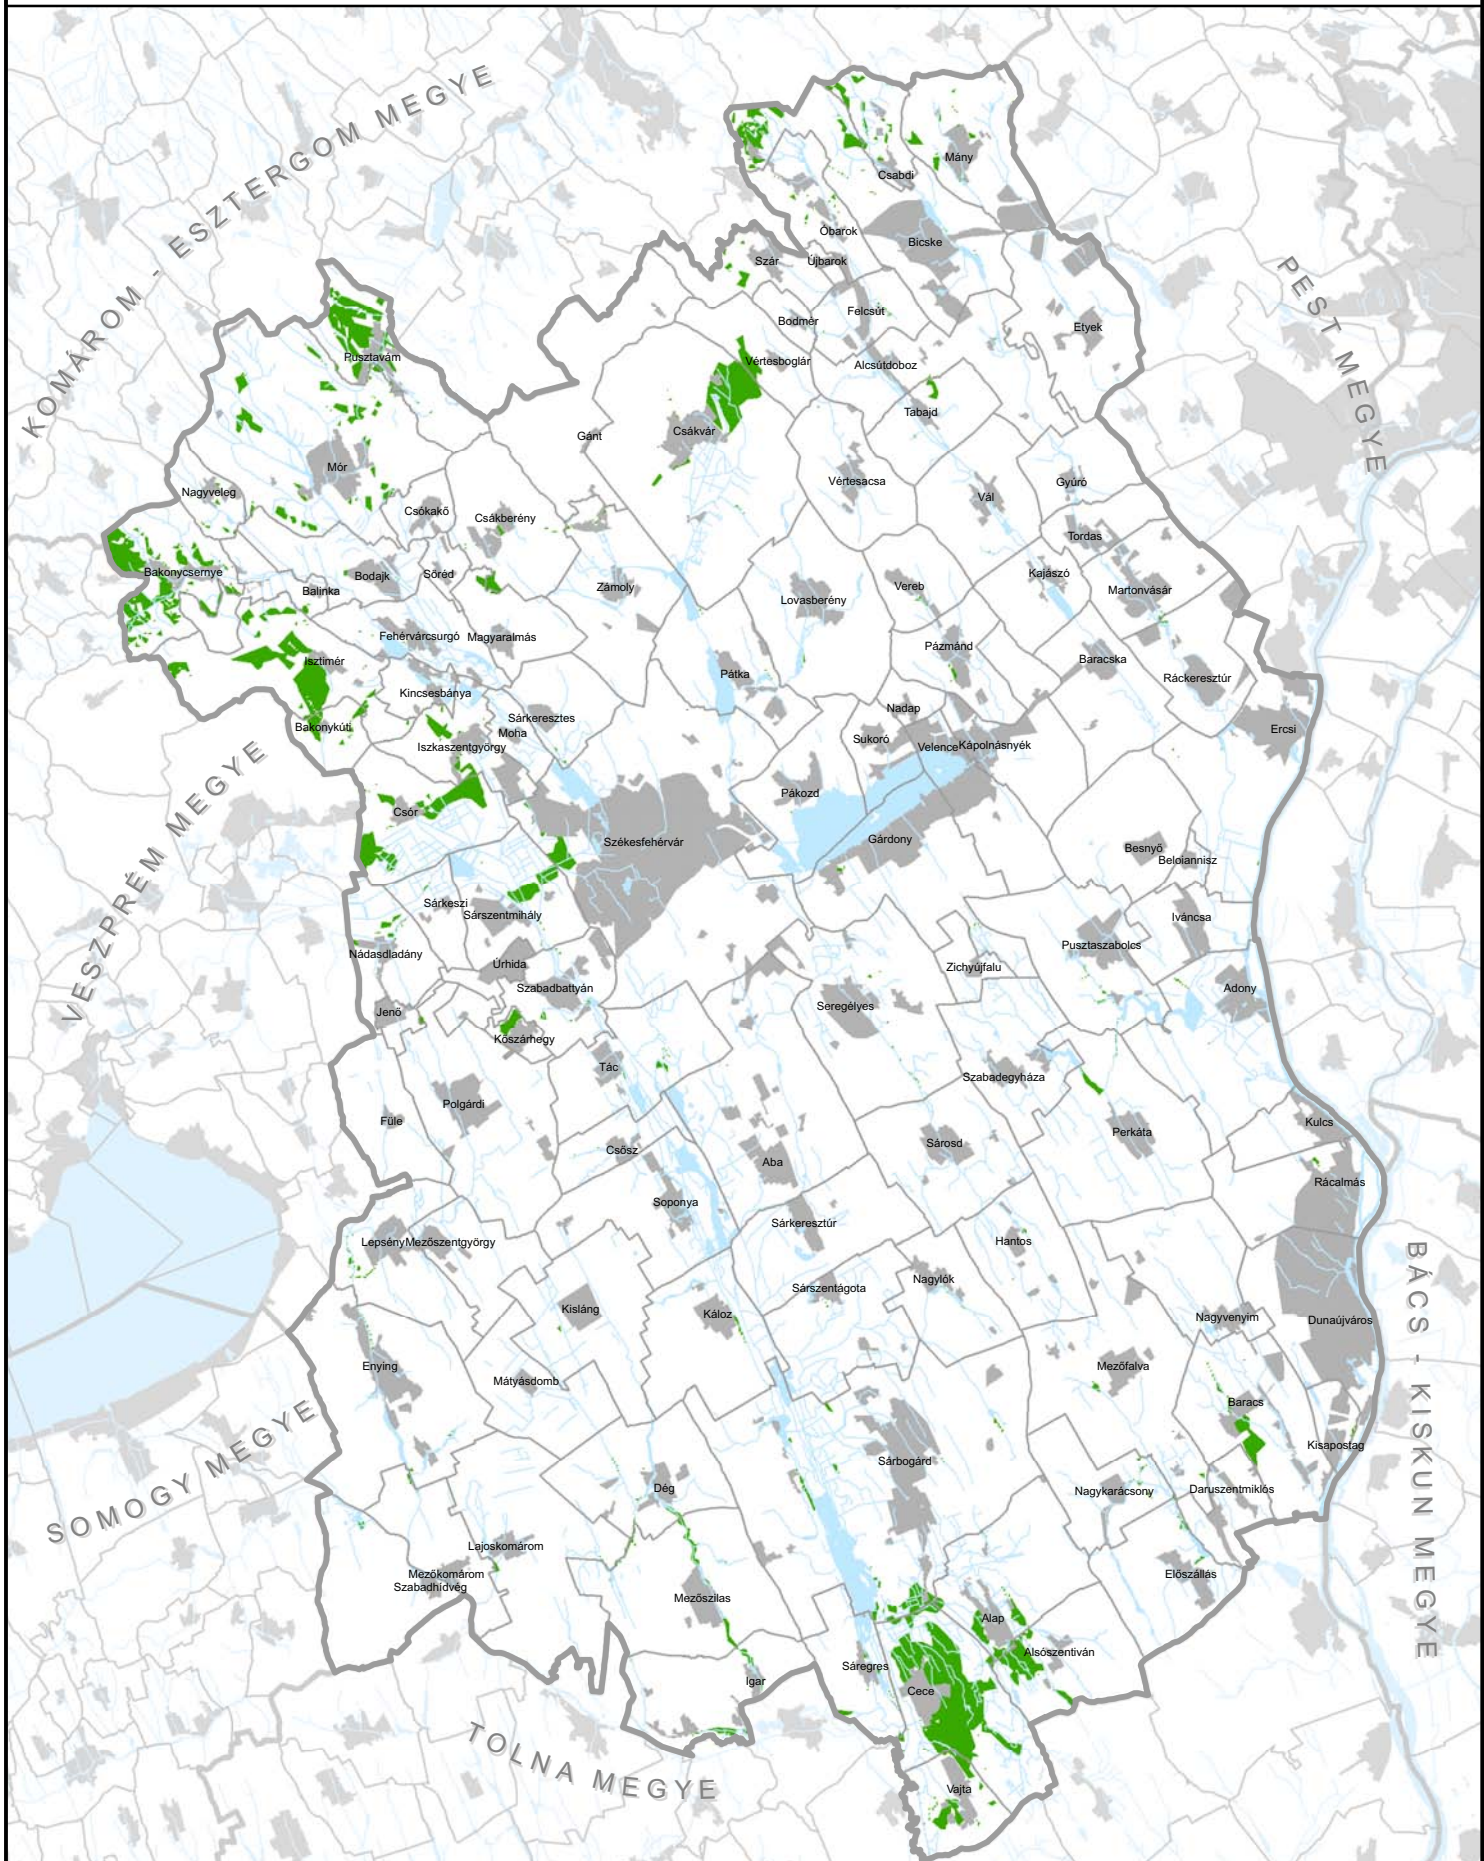 KOMÁROM - ESZTERGOM MEGYE
PEST MEGYE
VESZPRÉM MEGYE
SOMOGY MEGYE
TOLNA MEGYE
BÁCS - KISKUN MEGYE
Mány
Csabdi
Óbarok
Bicske
Szár
Újbarok
Felcsút
Bodmér
Etyek
Pusztavám
Vértesboglár
Alcsútdoboz
Tabajd
Csákvár
Gánt
Mór
Nagyveleg
Vértesacsa
Vál
Gyúró
Csókakő
Csákberény
Tordas
Bakonycsernye
Balinka
Bodajk
Söréd
Zámoly
Lovasberény
Vereb
Kajászó
Martonvásár
Fehérvárcsurgó
Magyaralmás
Isztimér
Pázmánd
Baracska
Ráckeresztúr
Pátka
Kincsesbánya
Sárkeresztes
Nadap
Moha
Bakonykúti
Iszkaszentgyörgy
Sukoró
Velence
Kápolnásnyék
Ercsi
Pákozd
Csór
Székesfehérvár
Gárdony
Besnyő
Beloiannisz
Sárkeszi
Sárszentmihály
Iváncsa
Nádasdladány
Úrhida
Pusztaszabolcs
Zichyújfalu
Szabadbattyán
Adony
Jenő
Seregélyes
Kőszárhegy
Tác
Szabadegyháza
Polgárdi
Füle
Kulcs
Perkáta
Csősz
Sárosd
Aba
Rácalmás
Soponya
Sárkeresztúr
Lepsény
Mezőszentgyörgy
Hantos
Nagylók
Sárszentágota
Kisláng
Káloz
Nagyvenyim
Dunaújváros
Enying
Mezőfalva
Mátyásdomb
Baracs
Kisapostag
Sárbogárd
Dég
Nagykarácsony
Daruszentmiklós
Lajoskomárom
Mezőkomárom
Szabadhídvég
Előszállás
Mezőszilas
Alap
Alsószentiván
Sáregres
Igar
Cece
Vajta